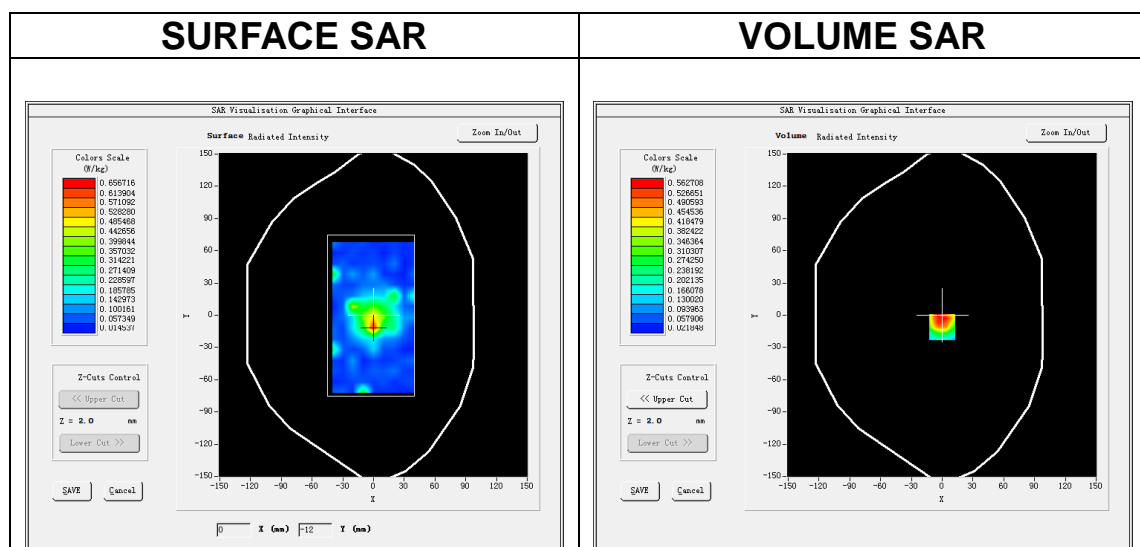 SURFACE SAR
VOLUME SAR
SAR Visualisation Graphical Interface
Surface Radiated Intensity
Zoom In/Out
Colors Scale
(W/kg)
0.656716
0.613904
0.571092
0.528280
0.485468
0.442656
0.399844
0.357032
0.314221
0.271409
0.228597
0.185785
0.142973
0.100161
0.057349
0.014537
Z-Cuts Control
<< Upper Cut
Z = 2.0 mm
Lower Cut >>
SAVE Cancel
150
120
90
60
30
0
-30
-60
-90
-120
-150
Y
-150 -120 -90 -60 -30 0 30 60 90 120 150
X
0 X (mm) -12 Y (mm)
SAR Visualisation Graphical Interface
Volume Radiated Intensity
Zoom In/Out
Colors Scale
(W/kg)
0.562708
0.526651
0.490593
0.454536
0.418479
0.382422
0.346364
0.310307
0.274250
0.238192
0.202135
0.166078
0.130020
0.093963
0.057906
0.021848
Z-Cuts Control
<< Upper Cut
Z = 2.0 mm
Lower Cut >>
SAVE Cancel
150
120
90
60
30
0
-30
-60
-90
-120
-150
Y
-150 -120 -90 -60 -30 0 30 60 90 120 150
X